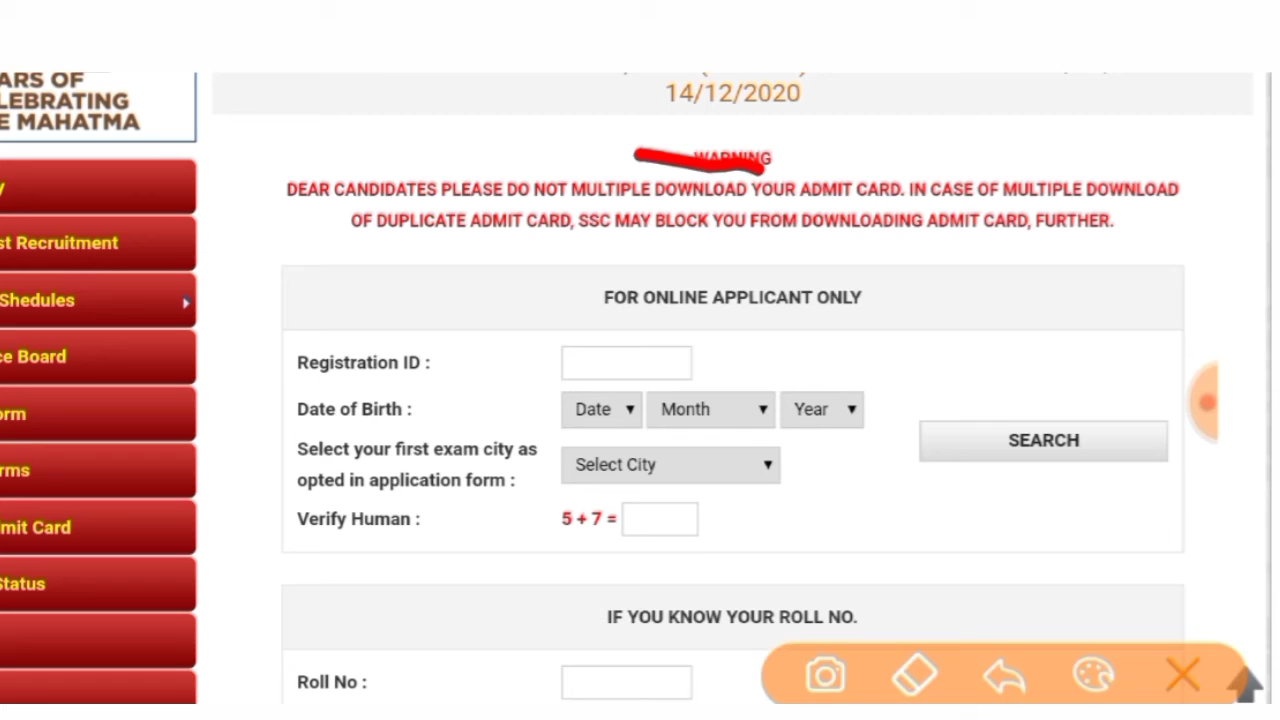 ARS OF
LEBRATING
E MAHATMA
14/12/2020
WARNING
DEAR CANDIDATES PLEASE DO NOT MULTIPLE DOWNLOAD YOUR ADMIT CARD. IN CASE OF MULTIPLE DOWNLOAD
OF DUPLICATE ADMIT CARD, SSC MAY BLOCK YOU FROM DOWNLOADING ADMIT CARD, FURTHER.
y
st Recruitment
Shedules
ce Board
orm
rms
mit Card
Status
FOR ONLINE APPLICANT ONLY
Registration ID :
Date of Birth :
Date Month Year
Select your first exam city as
opted in application form :
Select City
SEARCH
Verify Human :
5 + 7 =
IF YOU KNOW YOUR ROLL NO.
Roll No :